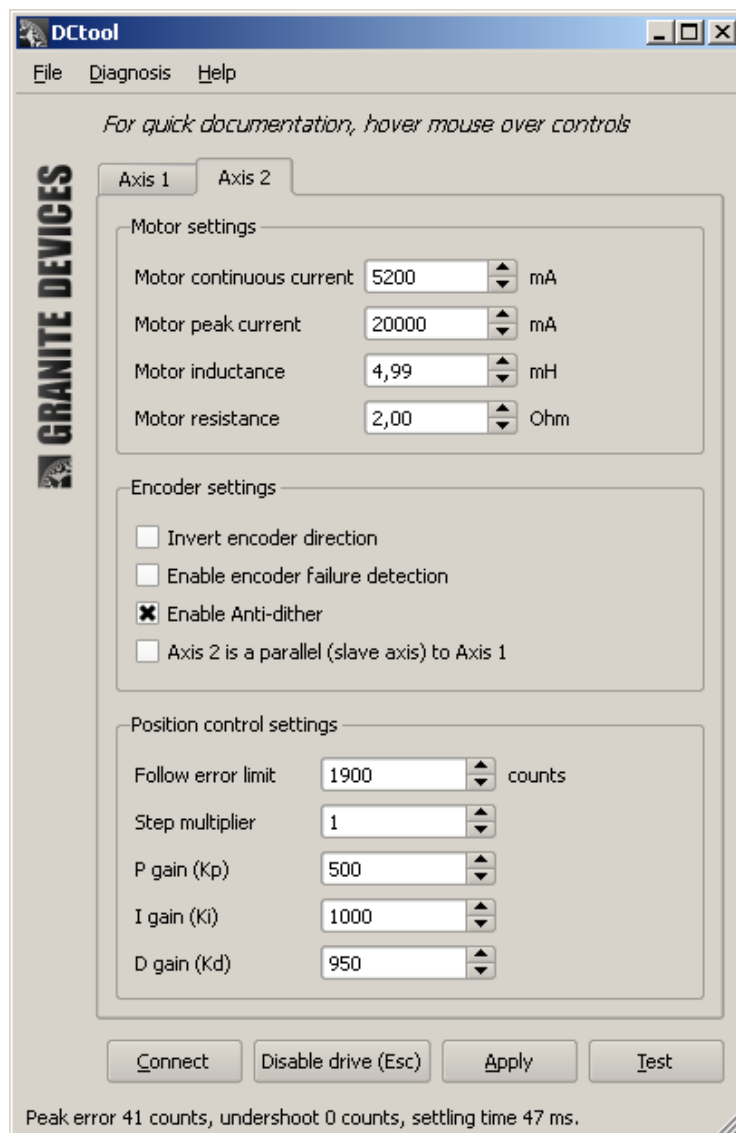 DCtool
File Diagnosis Help
For quick documentation, hover mouse over controls
GRANITE DEVICES
Axis 1 Axis 2
Motor settings
Motor continuous current 5200 mA
Motor peak current 20000 mA
Motor inductance 4,99 mH
Motor resistance 2,00 Ohm
Encoder settings
Invert encoder direction
Enable encoder failure detection
Enable Anti-dither
Axis 2 is a parallel (slave axis) to Axis 1
Position control settings
Follow error limit 1900 counts
Step multiplier 1
P gain (Kp) 500
I gain (Ki) 1000
D gain (Kd) 950
Connect Disable drive (Esc) Apply Test
Peak error 41 counts, undershoot 0 counts, settling time 47 ms.